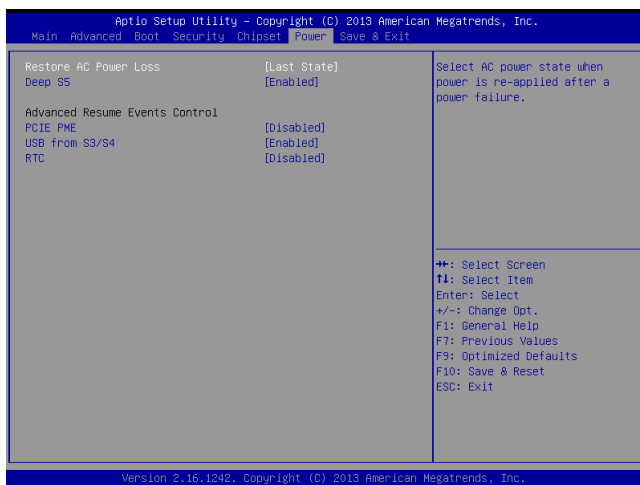 Aptio Setup Utility – Copyright (C) 2013 American Megatrends, Inc.
Main Advanced Boot Security Chipset Power Save & Exit
Restore AC Power Loss [Last State]
Deep S5 [Enabled]
Advanced Resume Events Control
PCIE PME [Disabled]
USB from S3/S4 [Enabled]
RTC [Disabled]
Select AC power state when
power is re-applied after a
power failure.
→←: Select Screen
↑↓: Select Item
Enter: Select
+/-: Change Opt.
F1: General Help
F7: Previous Values
F9: Optimized Defaults
F10: Save & Reset
ESC: Exit
Version 2.16.1242. Copyright (C) 2013 American Megatrends, Inc.